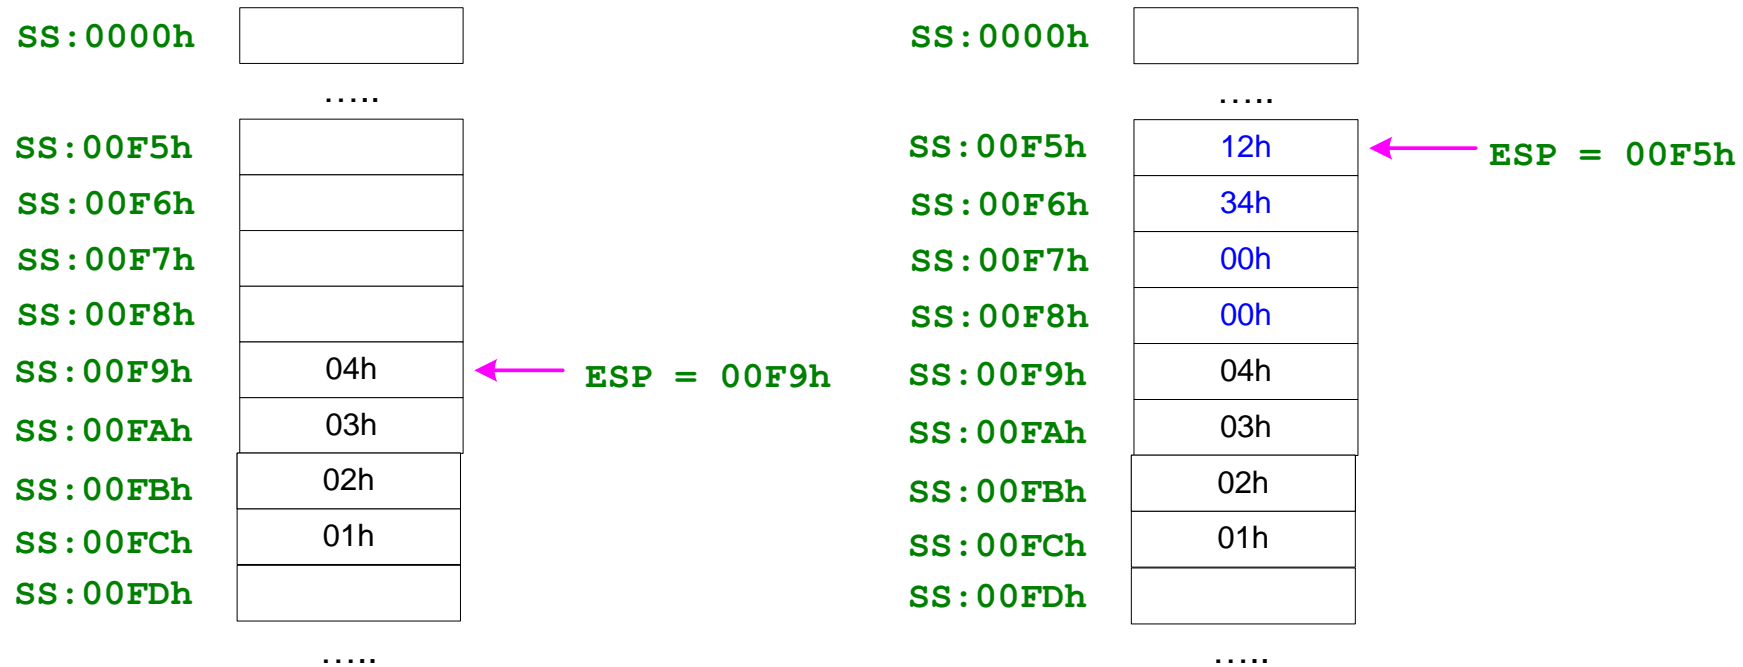 SS:0000h
…..
SS:00F5h
SS:00F6h
SS:00F7h
SS:00F8h
SS:00F9h 04h ESP = 00F9h
SS:00FAh 03h
SS:00FBh 02h
SS:00FCh 01h
SS:00FDh
…..
SS:0000h
…..
SS:00F5h 12h ESP = 00F5h
SS:00F6h 34h
SS:00F7h 00h
SS:00F8h 00h
SS:00F9h 04h
SS:00FAh 03h
SS:00FBh 02h
SS:00FCh 01h
SS:00FDh
…..